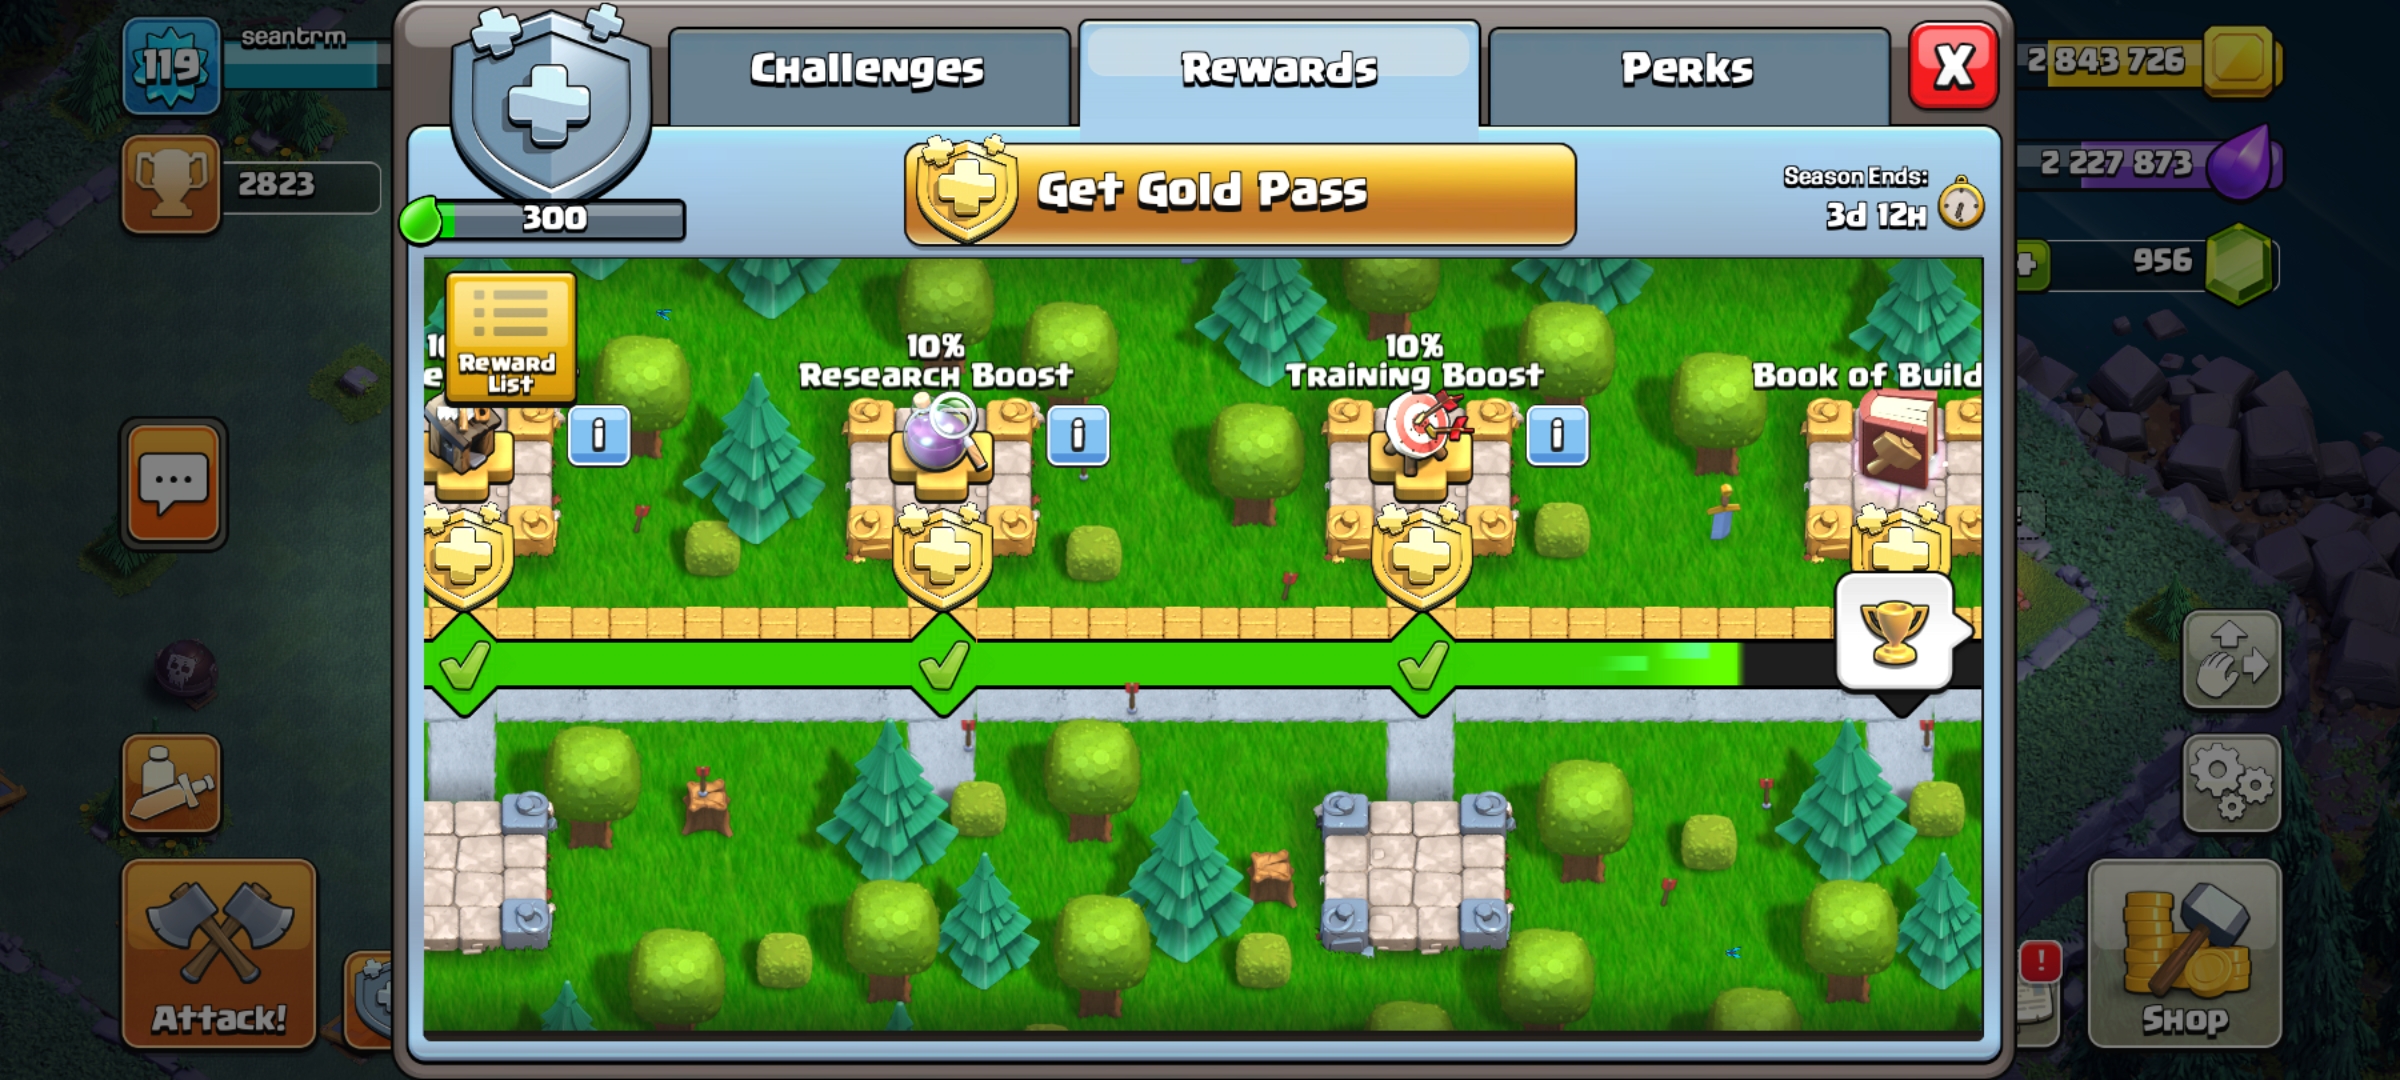 119
seantrm
2823
Challenges
Rewards
Perks
X
2 843 726
2 227 873
956
300
Get Gold Pass
Season Ends:
3d 12H
Reward
List
10%
Research Boost
10%
Training Boost
Book of Build
i
i
i
Attack!
!
Shop